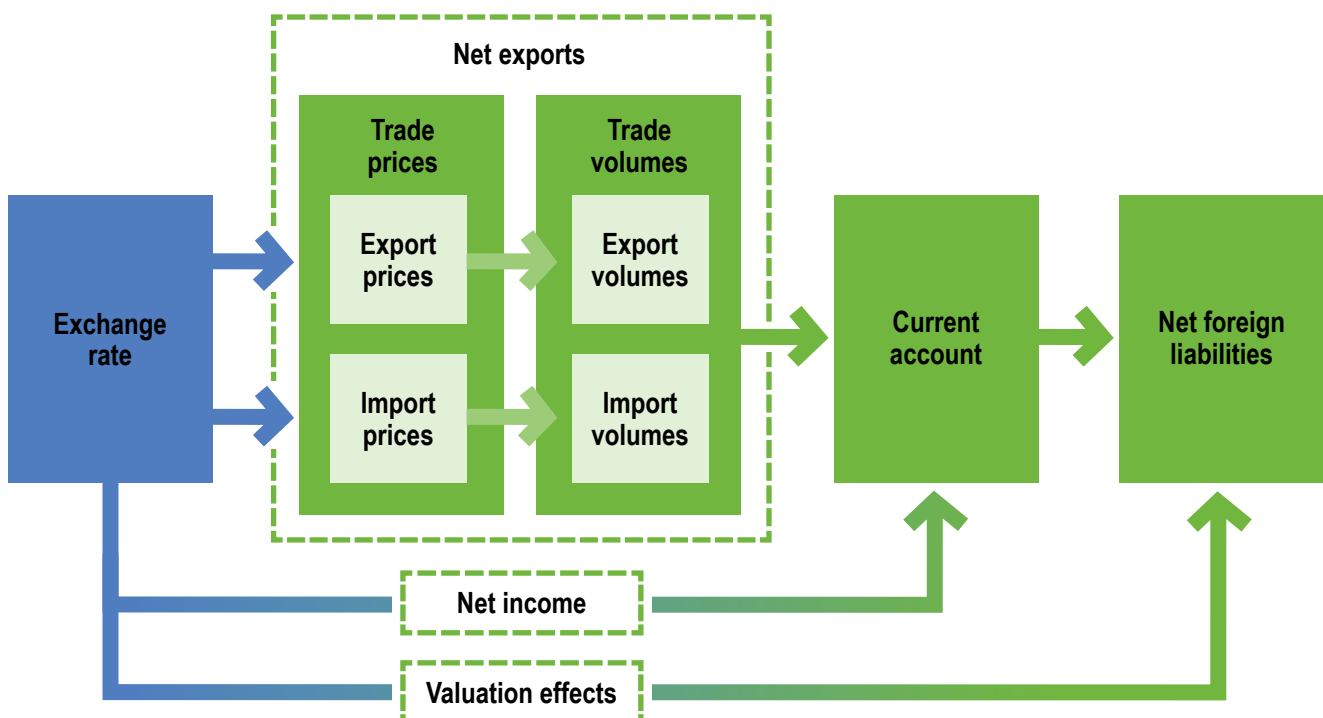 Net exports
Trade
prices
Trade
volumes
Exchange
rate
Export
prices
Export
volumes
Import
prices
Import
volumes
Current
account
Net foreign
liabilities
Net income
Valuation effects